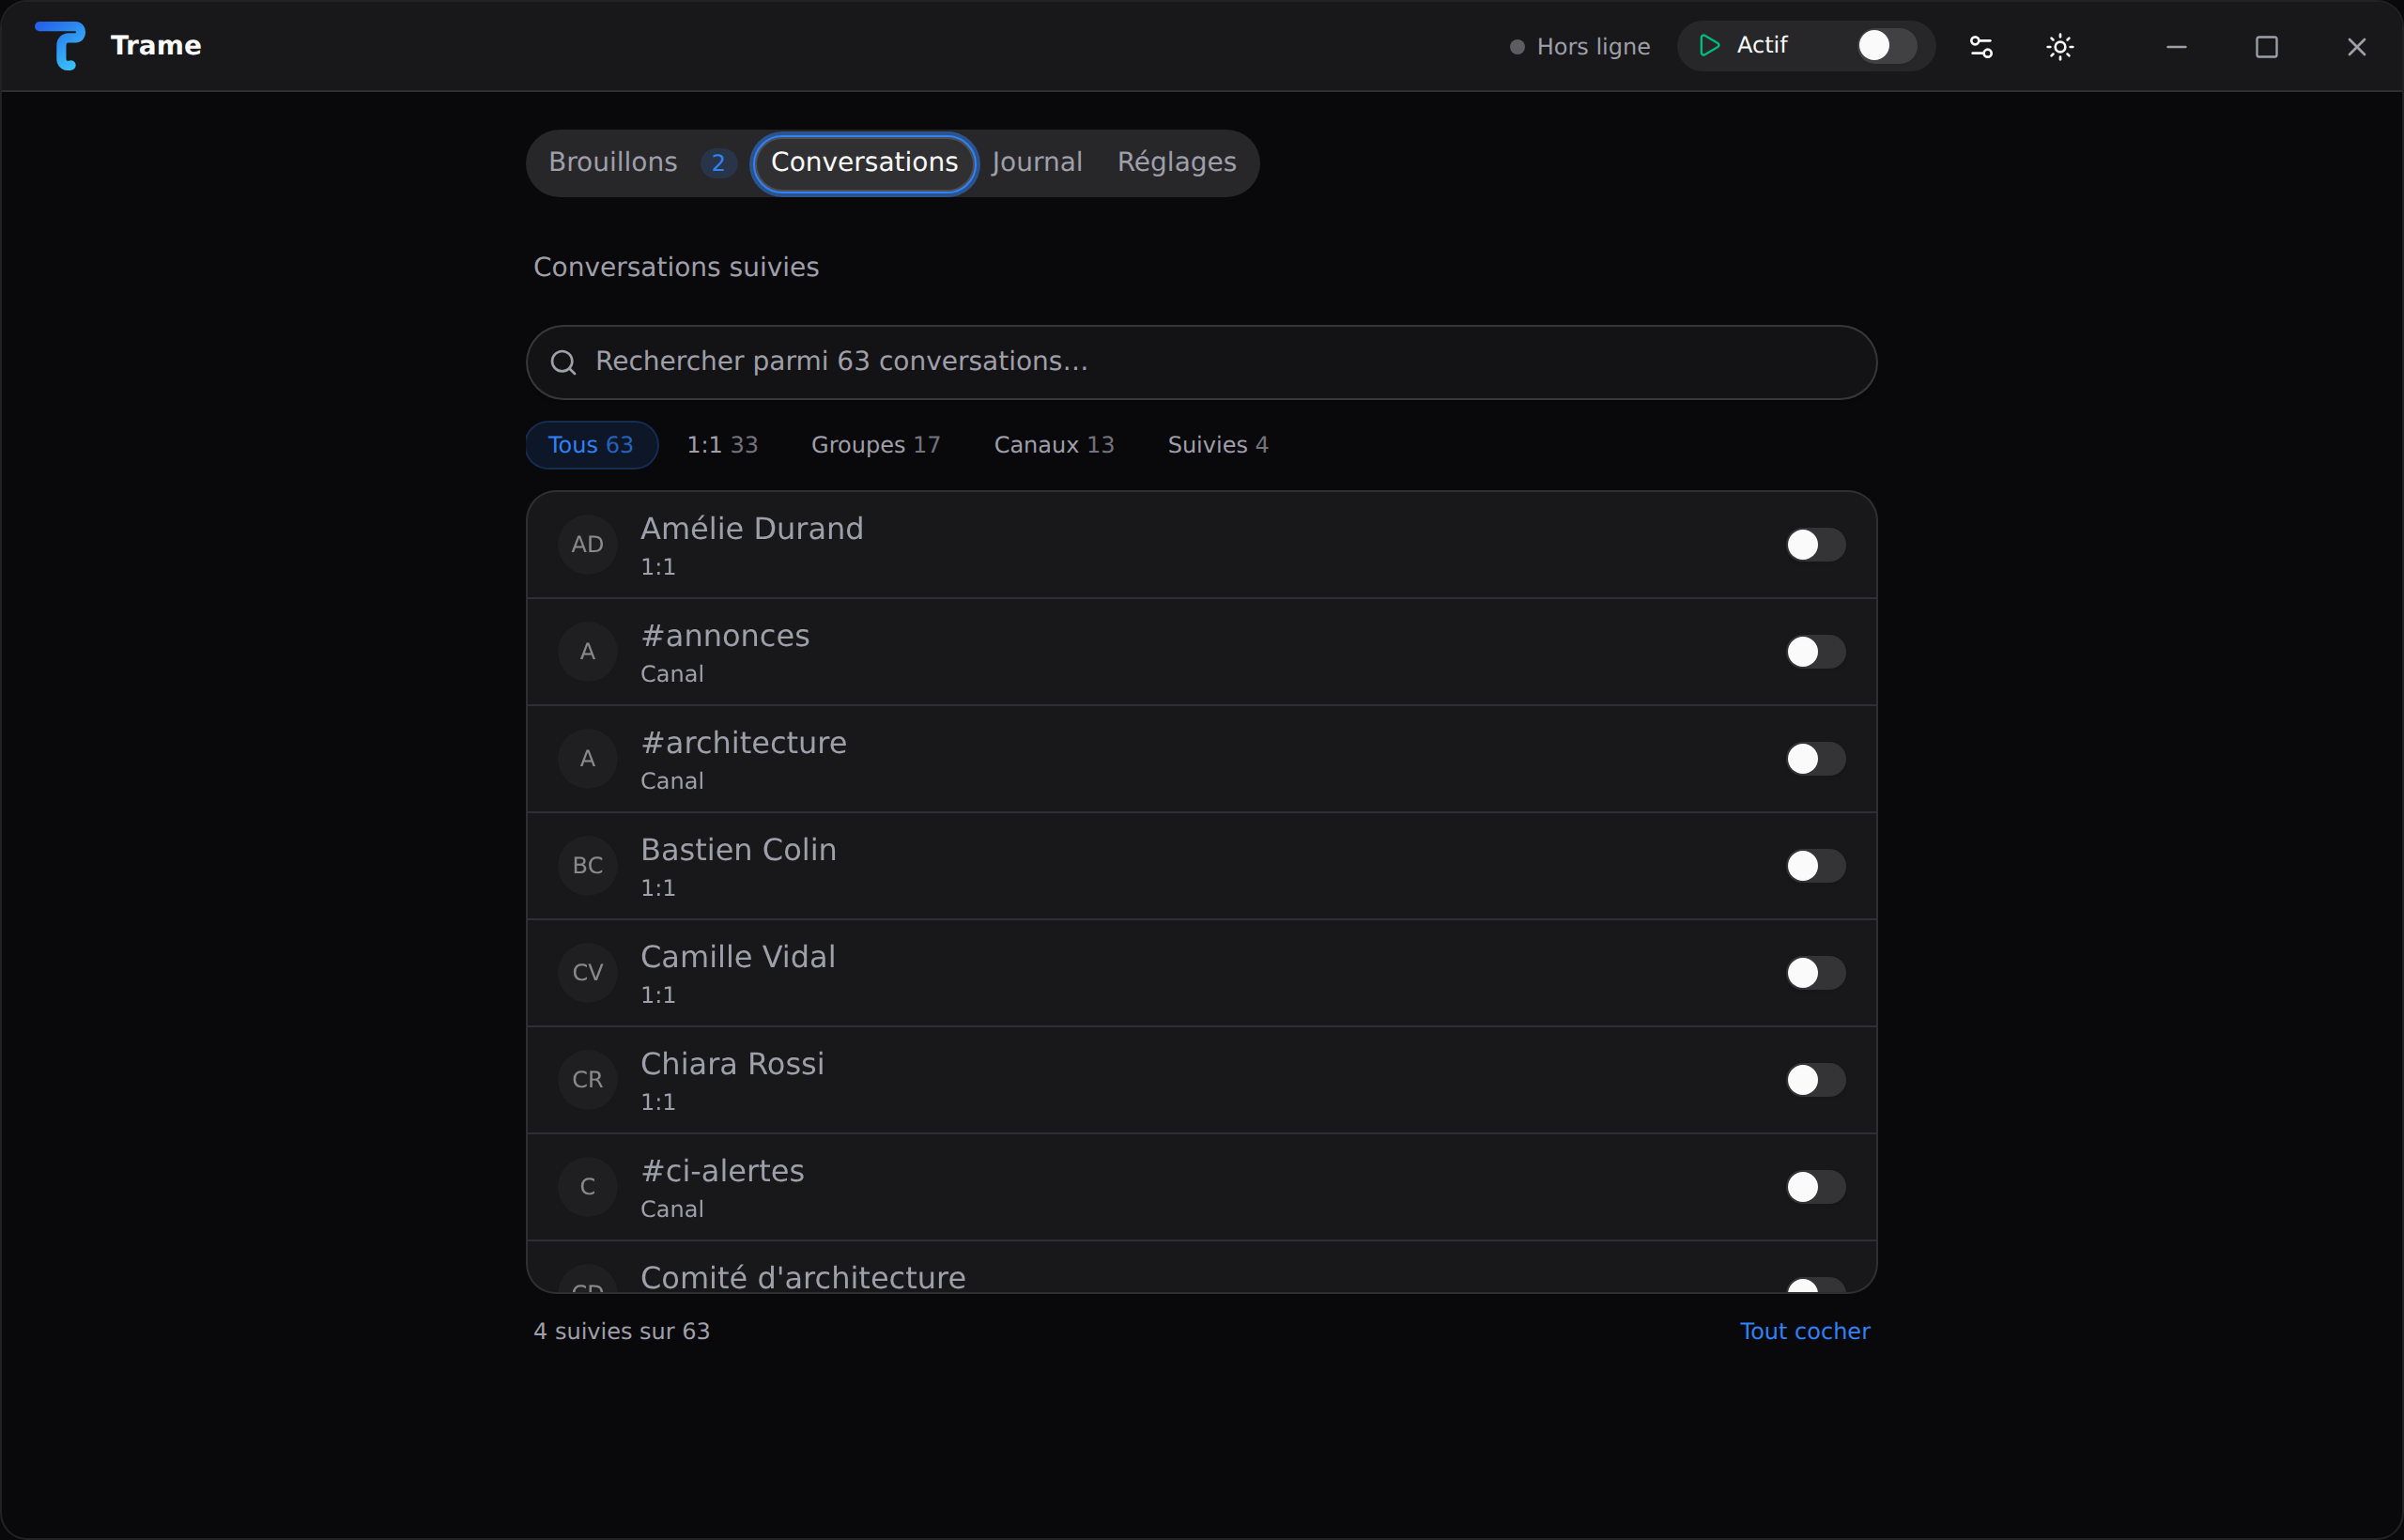 Trame
Hors ligne
Actif
Brouillons 2 Conversations Journal Réglages
Conversations suivies
Rechercher parmi 63 conversations...
Tous 63 1:1 33 Groupes 17 Canaux 13 Suivies 4
AD Amélie Durand
1:1
A #annonces
Canal
A #architecture
Canal
BC Bastien Colin
1:1
CV Camille Vidal
1:1
CR Chiara Rossi
1:1
C #ci-alertes
Canal
CD Comité d'architecture
4 suivies sur 63
Tout cocher